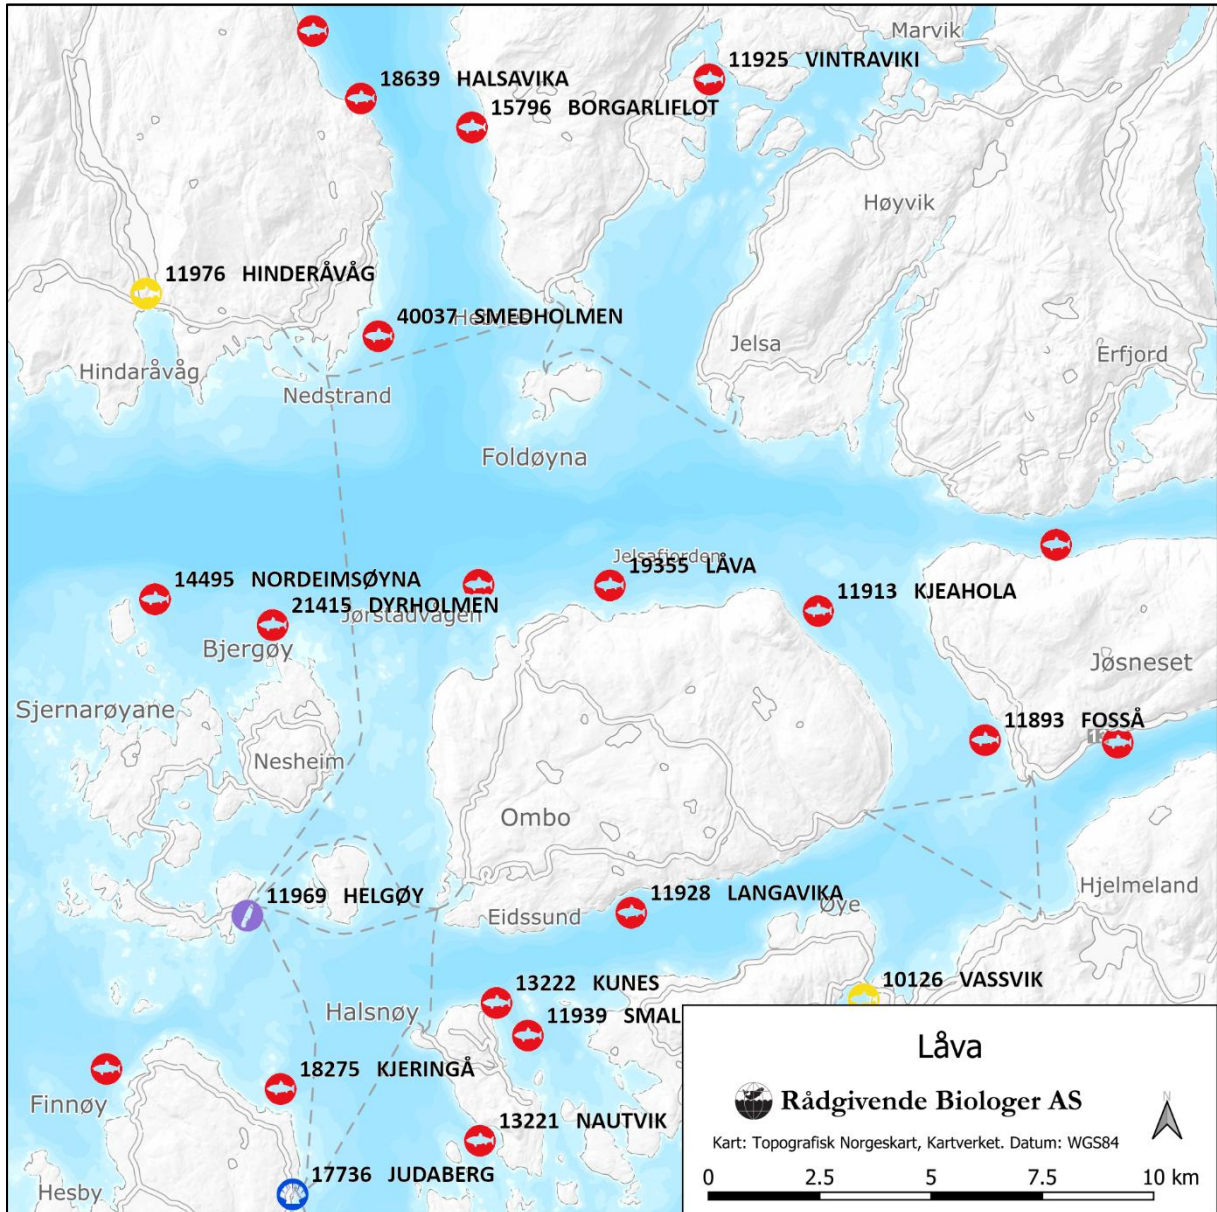 Marvik
11925 VINTRAVIKI
18639 HALSAVIKA
15796 BORGARLIFLOT
Høyvik
11976 HINDERÅVÅG
40037 SMEDHOLMEN
Jelsa
Erfjord
Hindaråvåg
Nedstrand
Foldøyna
Jelsafjorden
19355 LÅVA
14495 NORDEIMSØYNA
11913 KJEAHOLA
21415 DYRHOLMEN
Jørstadvågen
Bjergøy
Jøsneset
Sjernarøyane
11893 FOSSÅ
Nesheim
Ombo
Hjelmeland
11969 HELGØY
11928 LANGAVIKA
Eidssund
Øye
10126 VASSVIK
13222 KUNES
Halsnøy
11939 SMAL
18275 KJERINGÅ
Finnøy
13221 NAUTVIK
17736 JUDABERG
Hesby
Låva
Rådgivende Biologer AS
N
Kart: Topografisk Norgeskart, Kartverket. Datum: WGS84
0 2.5 5 7.5 10 km